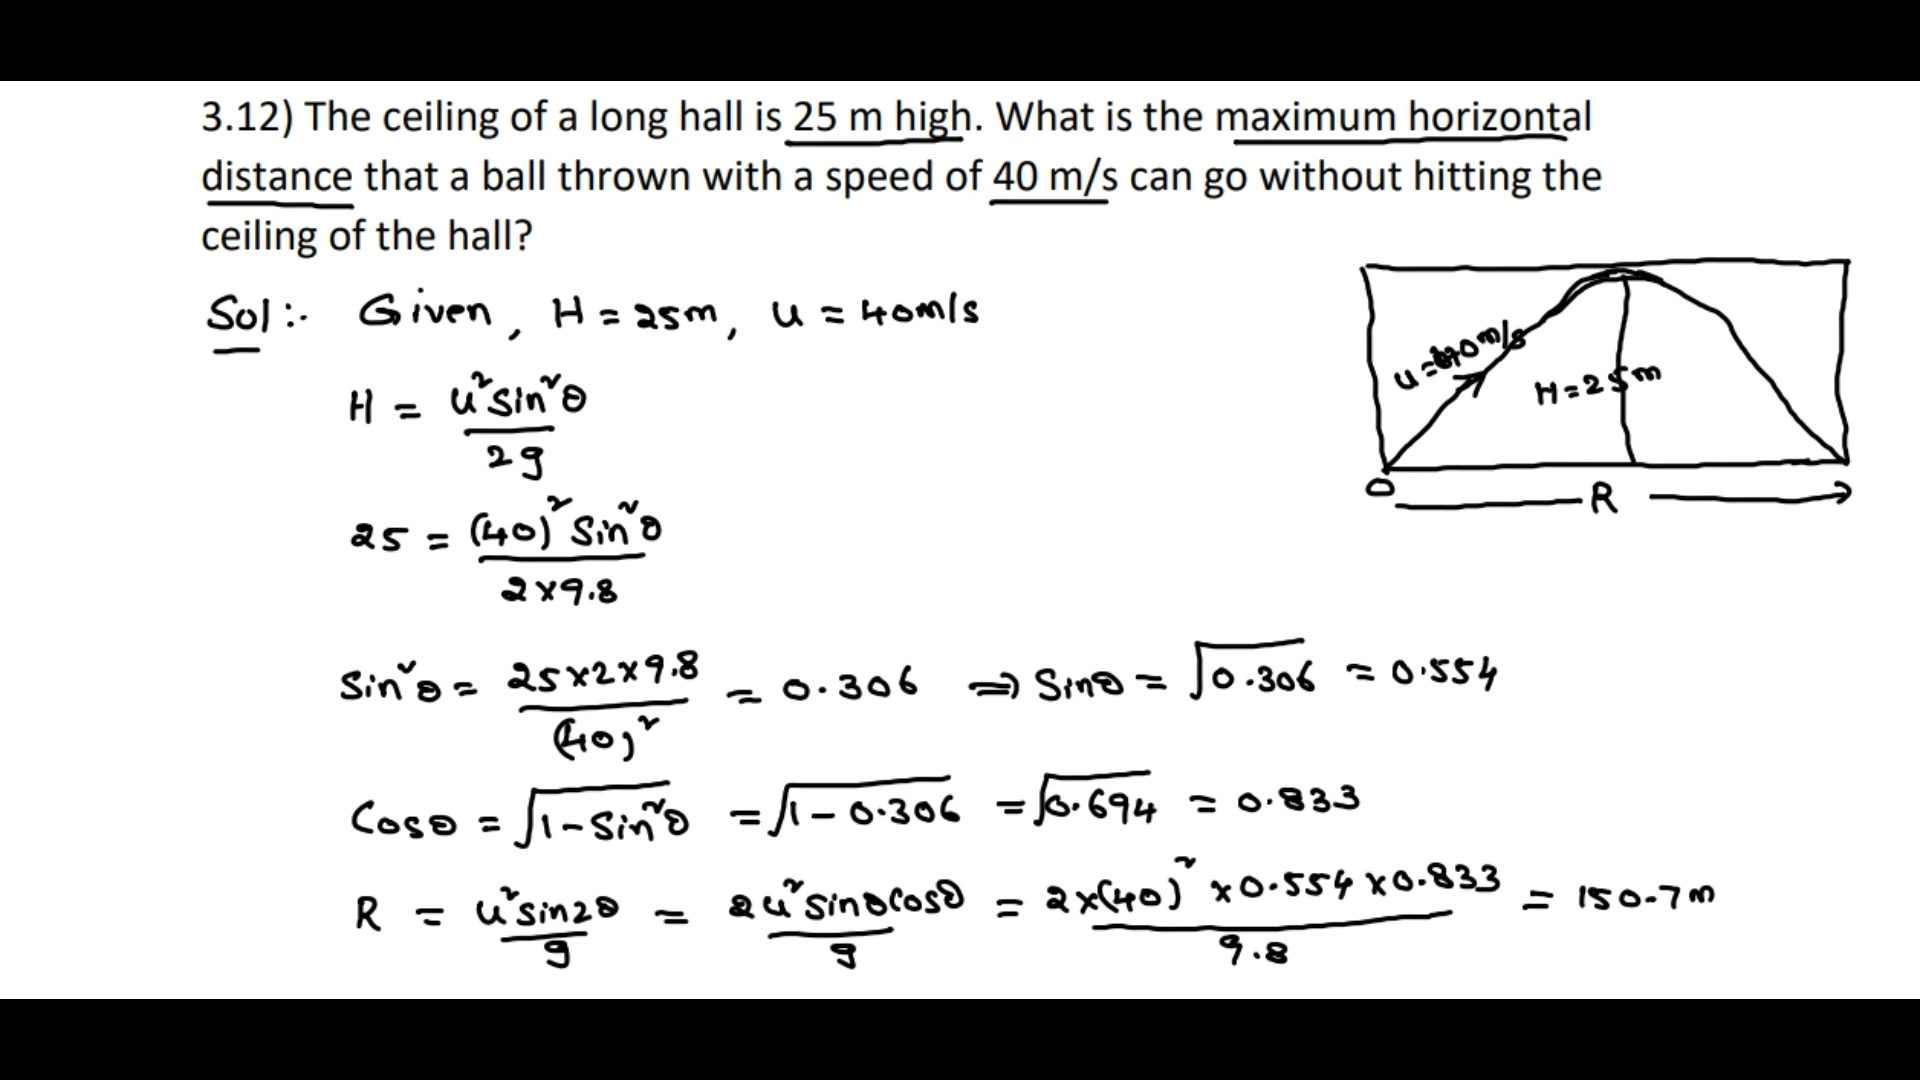 3.12) The ceiling of a long hall is 25 m high. What is the maximum horizontal
distance that a ball thrown with a speed of 40 m/s can go without hitting the
ceiling of the hall?
Sol:- Given, H = 25m, u = 40m/s
H = u²sin²θ / 2g
25 = (40)² sin²θ / 2×9.8
sin²θ = 25×2×9.8 / (40)² = 0.306 ⇒ sinθ = √0.306 = 0.554
Cosθ = √1-sin²θ = √1-0.306 = √0.694 = 0.833
R = u²sin2θ / g = 2u²sinθcosθ / g = 2×(40)²×0.554×0.833 / 9.8 = 150.7m
u=40m/s
H=25m
O
R